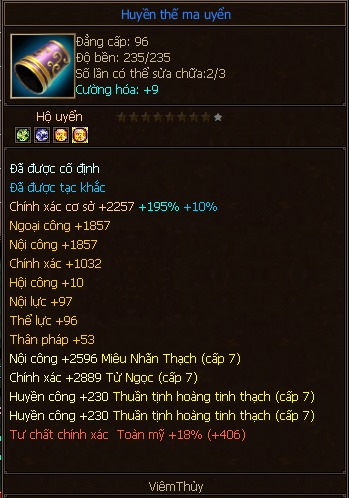 Huyền thế ma uyển
Đẳng cấp: 96
Độ bền: 235/235
Số lần có thể sửa chữa:2/3
Cường hóa: +9
Hộ uyển
Đã được cố định
Đã được tạc khắc
Chính xác cơ sở +2257 +195% +10%
Ngoại công +1857
Nội công +1857
Chính xác +1032
Hội công +10
Nội lực +97
Thể lực +96
Thân pháp +53
Nội công +2596 Miêu Nhãn Thạch (cấp 7)
Chính xác +2889 Tử Ngọc (cấp 7)
Huyền công +230 Thuần tịnh hoàng tinh thạch (cấp 7)
Huyền công +230 Thuần tịnh hoàng tinh thạch (cấp 7)
Tư chất chính xác Toàn mỹ +18% (+406)
ViêmThủy